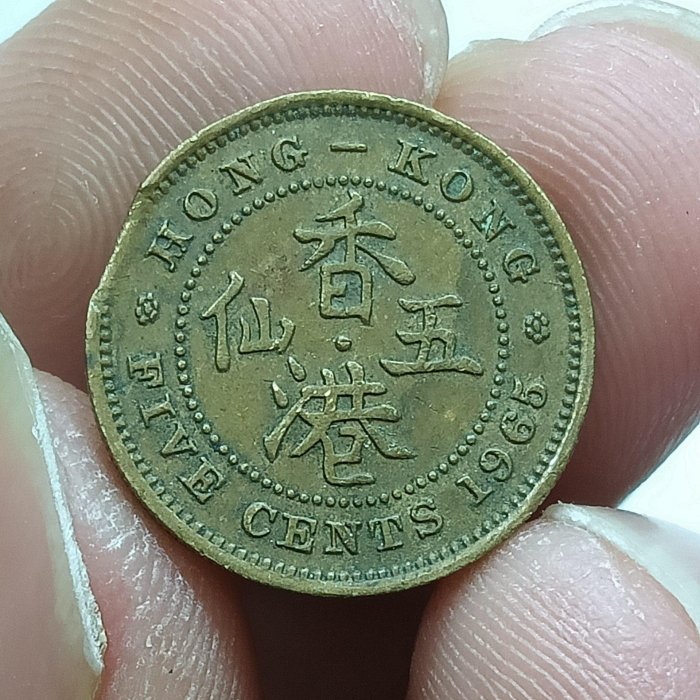 HONG - KONG
香港
五仙
FIVE CENTS 1965